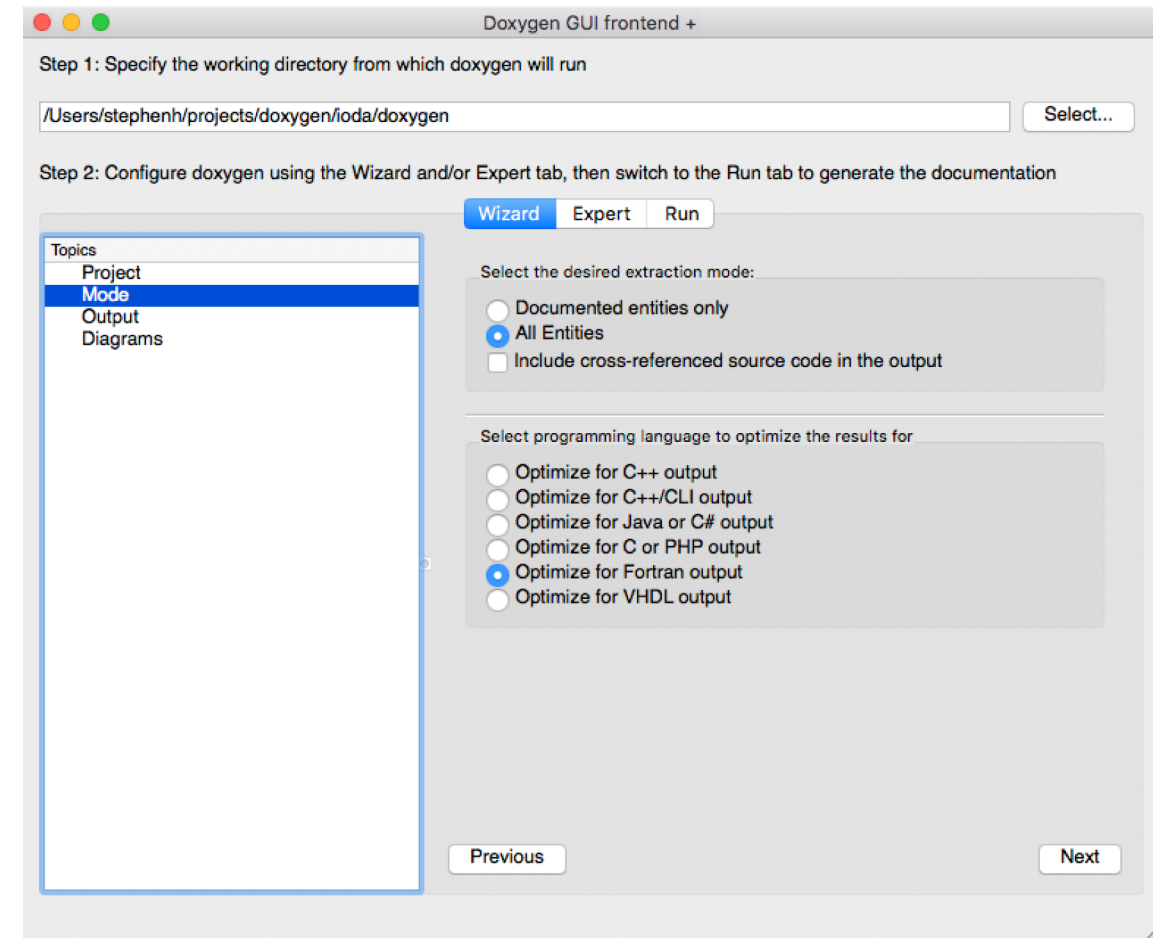 Doxygen GUI frontend +
Step 1: Specify the working directory from which doxygen will run
/Users/stephenh/projects/doxygen/ioda/doxygen
Select...
Step 2: Configure doxygen using the Wizard and/or Expert tab, then switch to the Run tab to generate the documentation
Wizard Expert Run
Topics
Project
Mode
Output
Diagrams
Select the desired extraction mode:
Documented entities only
All Entities
Include cross-referenced source code in the output
Select programming language to optimize the results for
Optimize for C++ output
Optimize for C++/CLI output
Optimize for Java or C# output
Optimize for C or PHP output
Optimize for Fortran output
Optimize for VHDL output
Previous
Next